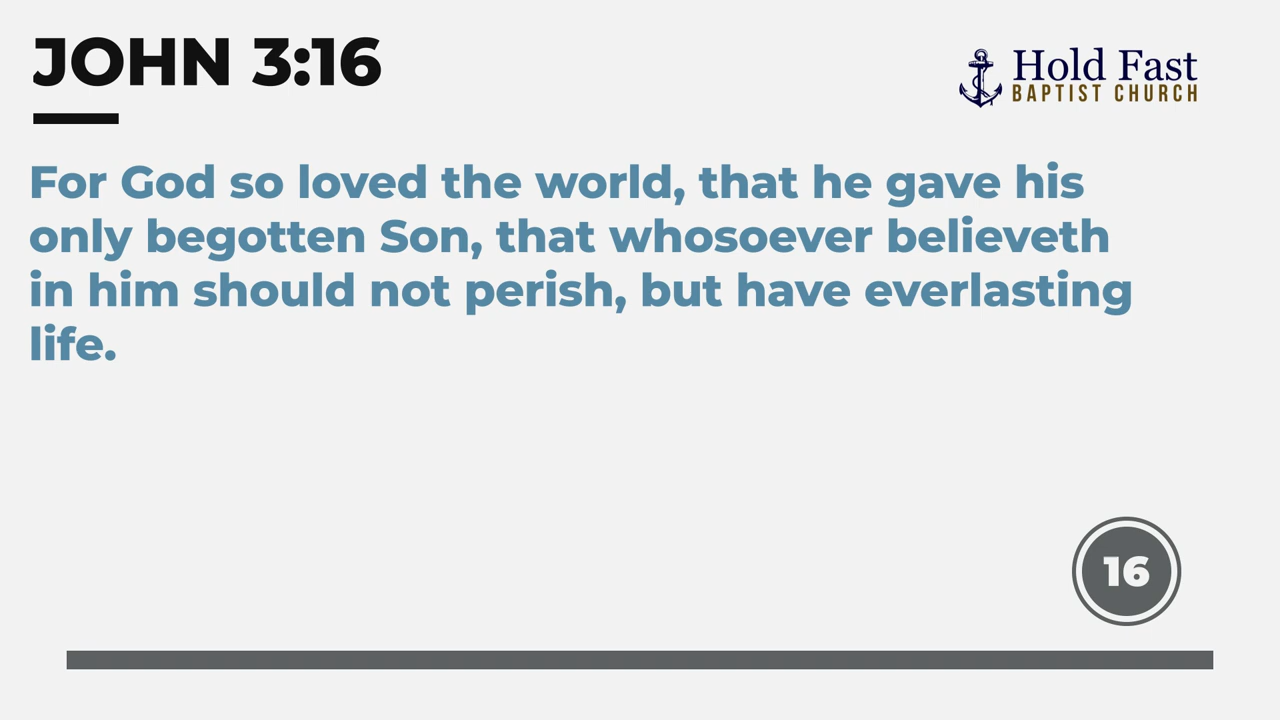 JOHN 3:16
Hold Fast
BAPTIST CHURCH
For God so loved the world, that he gave his
only begotten Son, that whosoever believeth
in him should not perish, but have everlasting
life.
16